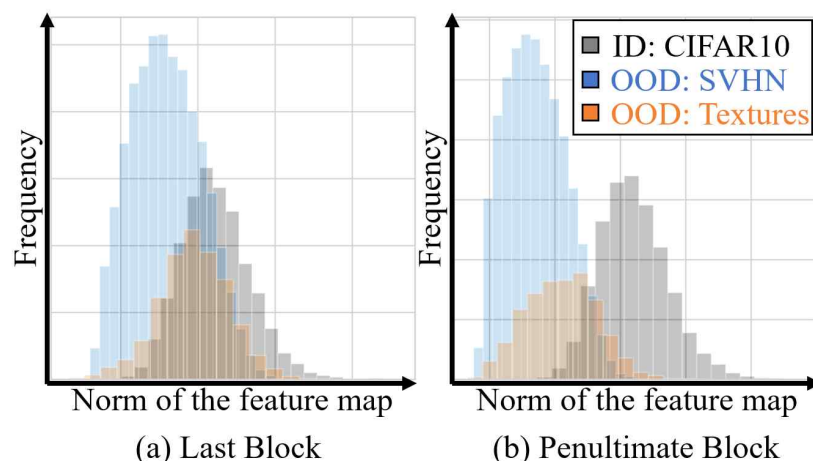 ID: CIFAR10
OOD: SVHN
OOD: Textures
Frequency
Norm of the feature map
(a) Last Block
Frequency
Norm of the feature map
(b) Penultimate Block